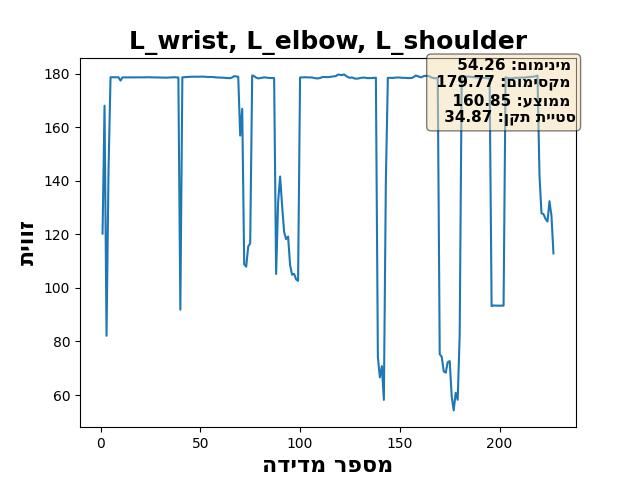 L_wrist, L_elbow, L_shoulder
מינימום: 54.26
מקסימום: 179.77
ממוצע: 160.85
סטיית תקן: 34.87
180
160
140
120
100
80
60
זווית
0 50 100 150 200
מספר מדידה